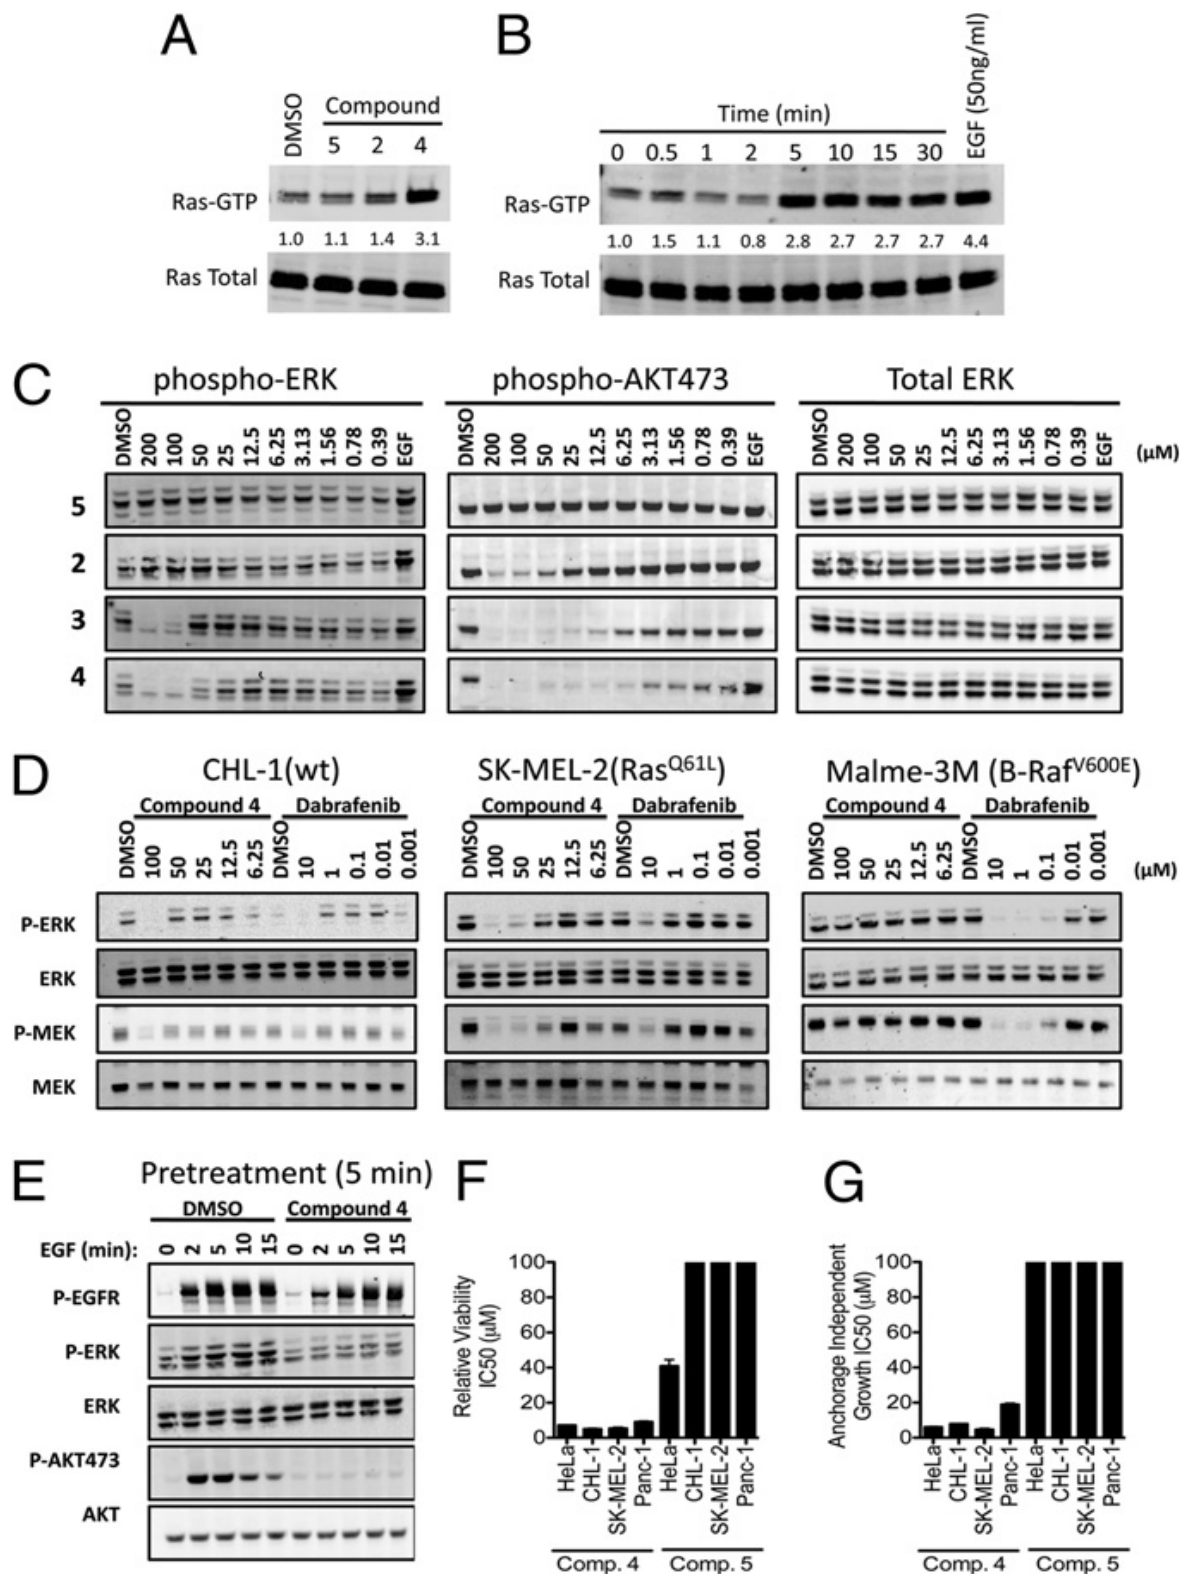 A
DMSO
Compound
5 2 4
Ras-GTP
1.0 1.1 1.4 3.1
Ras Total
B
Time (min)
EGF (50ng/ml)
0 0.5 1 2 5 10 15 30
Ras-GTP
1.0 1.5 1.1 0.8 2.8 2.7 2.7 2.7 4.4
Ras Total
C
phospho-ERK phospho-AKT473 Total ERK
DMSO 200 100 50 25 12.5 6.25 3.13 1.56 0.78 0.39 EGF DMSO 200 100 50 25 12.5 6.25 3.13 1.56 0.78 0.39 EGF DMSO 200 100 50 25 12.5 6.25 3.13 1.56 0.78 0.39 EGF (μM)
5
2
3
4
D
CHL-1(wt) SK-MEL-2(RasQ61L) Malme-3M (B-RafV600E)
Compound 4 Dabrafenib Compound 4 Dabrafenib Compound 4 Dabrafenib
DMSO 100 50 25 12.5 6.25 DMSO 10 1 0.1 0.01 0.001 DMSO 100 50 25 12.5 6.25 DMSO 10 1 0.1 0.01 0.001 DMSO 100 50 25 12.5 6.25 DMSO 10 1 0.1 0.01 0.001 (μM)
P-ERK
ERK
P-MEK
MEK
E
Pretreatment (5 min)
DMSO Compound 4
EGF (min): 0 2 5 10 15 0 2 5 10 15
P-EGFR
P-ERK
ERK
P-AKT473
AKT
F
Relative Viability
IC50 (μM)
100
80
60
40
20
0
HeLa CHL-1 SK-MEL-2 Panc-1 HeLa CHL-1 SK-MEL-2 Panc-1
Comp. 4 Comp. 5
G
Anchorage Independent
Growth IC50 (μM)
100
80
60
40
20
0
HeLa CHL-1 SK-MEL-2 Panc-1 HeLa CHL-1 SK-MEL-2 Panc-1
Comp. 4 Comp. 5